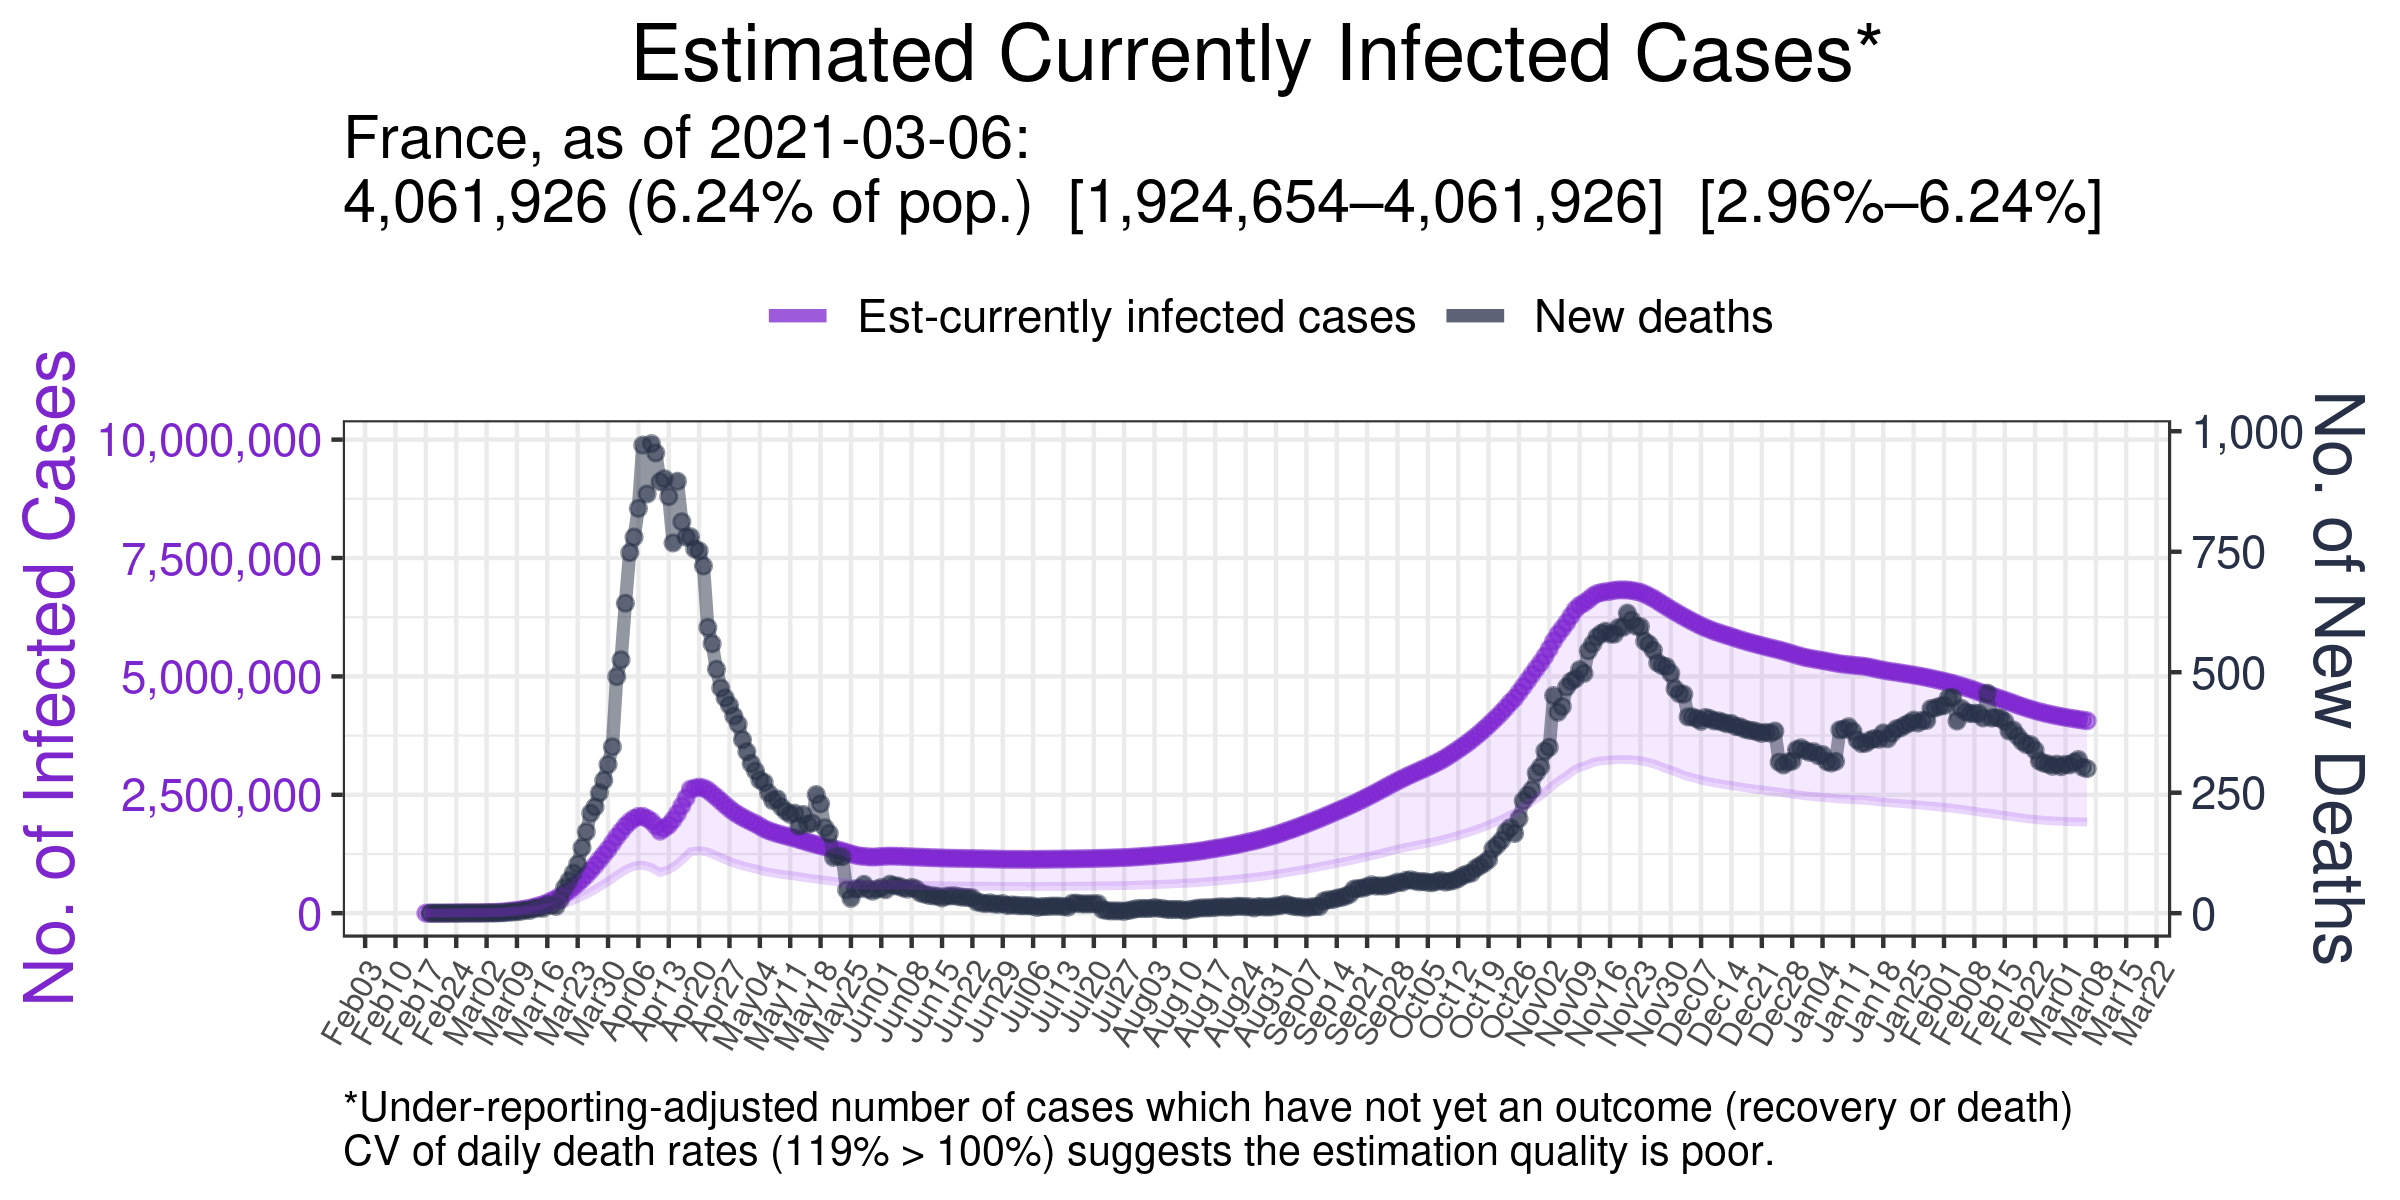 Estimated Currently Infected Cases*
France, as of 2021-03-06:
4,061,926 (6.24% of pop.)  [1,924,654–4,061,926]  [2.96%–6.24%]
Est-currently infected cases
New deaths
No. of Infected Cases
10,000,000
7,500,000
5,000,000
2,500,000
0
1,000
750
500
250
0
No. of New Deaths
Feb03
Feb10
Feb17
Feb24
Mar02
Mar09
Mar16
Mar23
Mar30
Apr06
Apr13
Apr20
Apr27
May04
May11
May18
May25
Jun01
Jun08
Jun15
Jun22
Jun29
Jul06
Jul13
Jul20
Jul27
Aug03
Aug10
Aug17
Aug24
Aug31
Sep07
Sep14
Sep21
Sep28
Oct05
Oct12
Oct19
Oct26
Nov02
Nov09
Nov16
Nov23
Nov30
Dec07
Dec14
Dec21
Dec28
Jan04
Jan11
Jan18
Jan25
Feb01
Feb08
Feb15
Feb22
Mar01
Mar08
Mar15
Mar22
*Under-reporting-adjusted number of cases which have not yet an outcome (recovery or death)
CV of daily death rates (119% > 100%) suggests the estimation quality is poor.